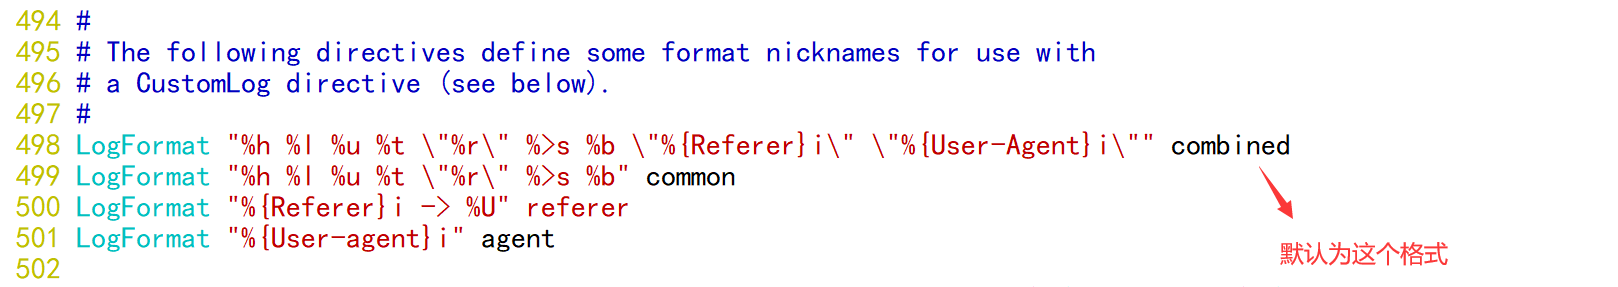 494 #
495 # The following directives define some format nicknames for use with
496 # a CustomLog directive (see below).
497 #
498 LogFormat "%h %l %u %t \"%r\" %>s %b \"%{Referer}i\" \"%{User-Agent}i\"" combined
499 LogFormat "%h %l %u %t \"%r\" %>s %b" common
500 LogFormat "%{Referer}i -> %U" referer
501 LogFormat "%{User-agent}i" agent
默认为这个格式
502